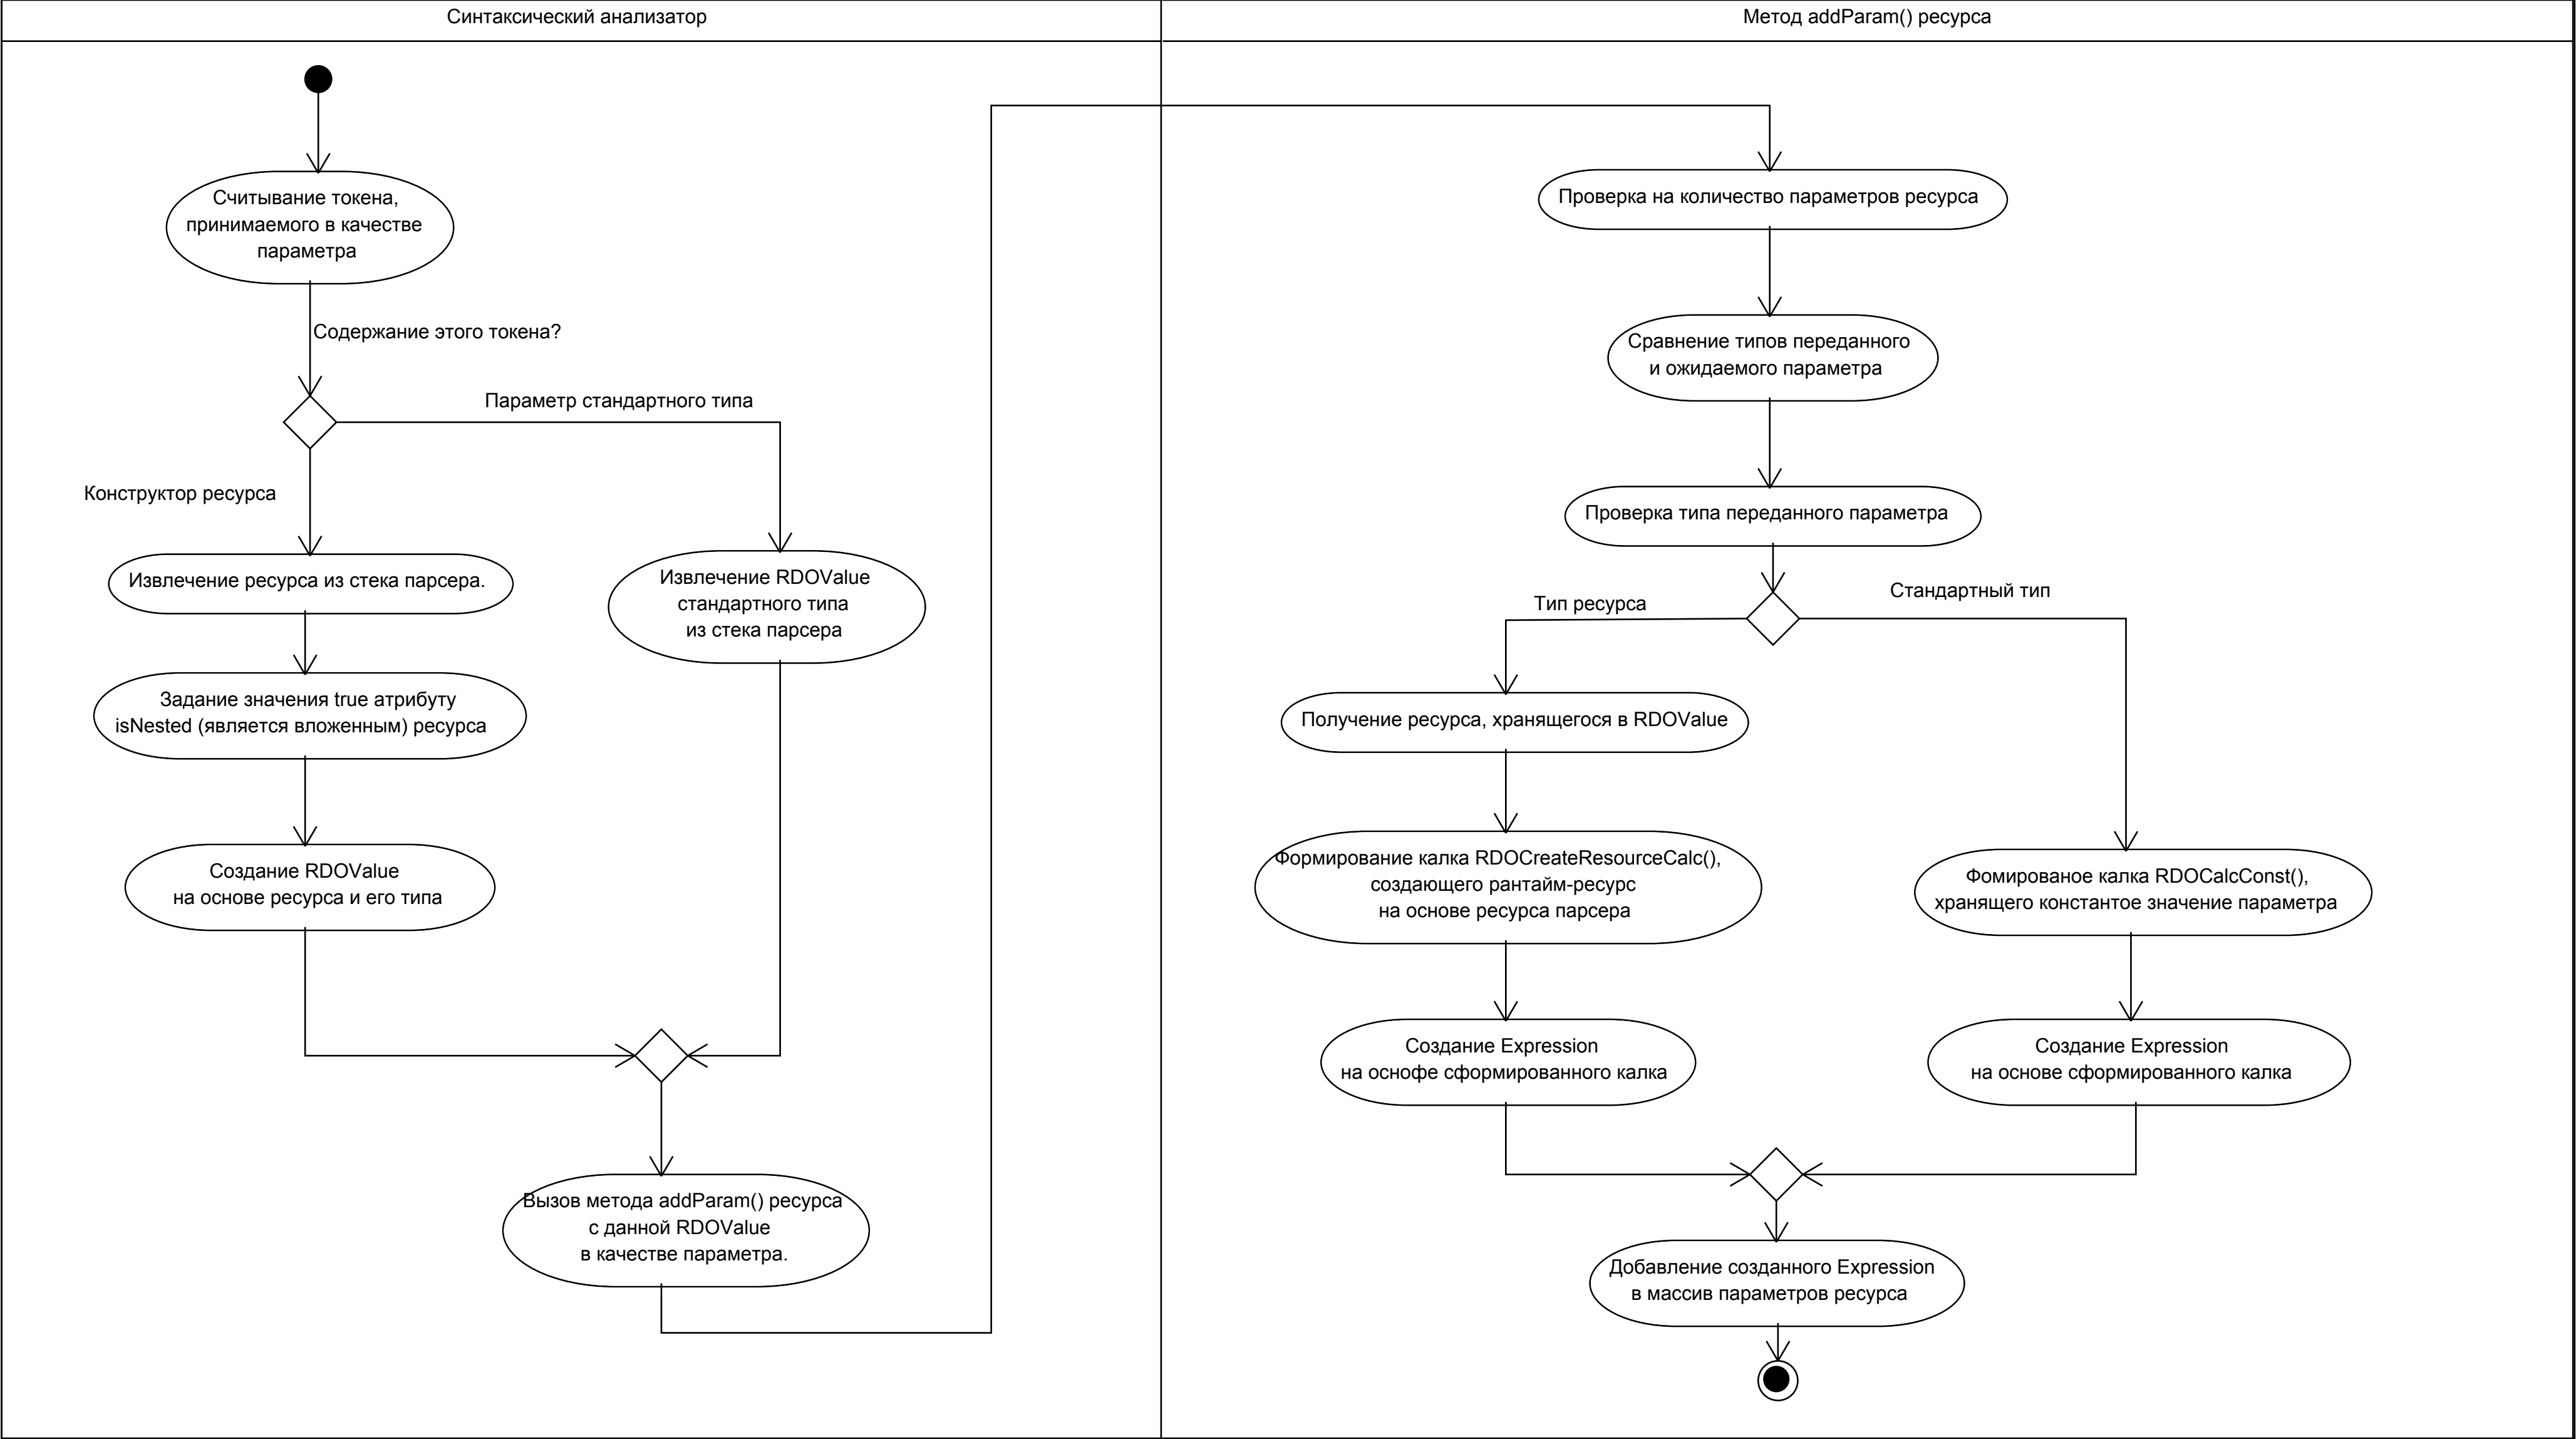 Синтаксический анализатор
Метод addParam() ресурса
Считывание токена,
принимаемого в качестве
параметра
Содержание этого токена?
Параметр стандартного типа
Конструктор ресурса
Извлечение ресурса из стека парсера.
Извлечение RDOValue
стандартного типа
из стека парсера
Задание значения true атрибуту
isNested (является вложенным) ресурса
Создание RDOValue
на основе ресурса и его типа
Вызов метода addParam() ресурса
с данной RDOValue
в качестве параметра.
Проверка на количество параметров ресурса
Сравнение типов переданного
и ожидаемого параметра
Проверка типа переданного параметра
Тип ресурса
Стандартный тип
Получение ресурса, хранящегося в RDOValue
Формирование калка RDOCreateResourceCalc(),
создающего рантайм-ресурс
на основе ресурса парсера
Фомированое калка RDOCalcConst(),
хранящего константое значение параметра
Создание Expression
на оснофе сформированного калка
Создание Expression
на основе сформированного калка
Добавление созданного Expression
в массив параметров ресурса